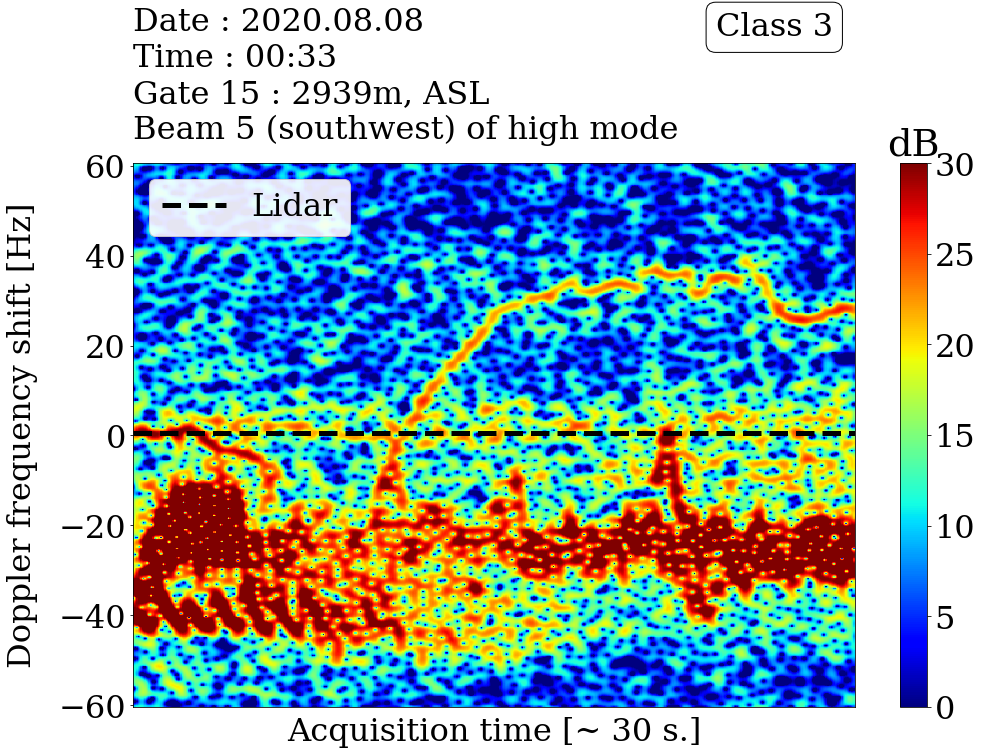 Date : 2020.08.08
Time : 00:33
Gate 15 : 2939m, ASL
Beam 5 (southwest) of high mode
Class 3
dB
Lidar
Doppler frequency shift [Hz]
60
40
20
0
−20
−40
−60
Acquisition time [~ 30 s.]
30
25
20
15
10
5
0